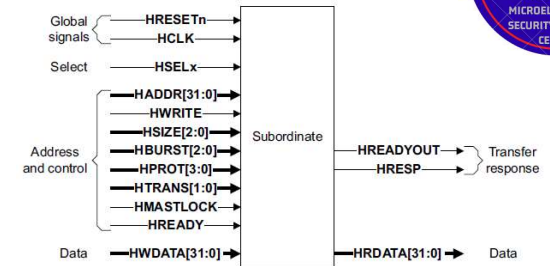 MICROEL
SECURITY
CE
Global
signals
HRESETn
HCLK
Select
HSELx
Address
and control
HADDR[31:0]
HWRITE
HSIZE[2:0]
HBURST[2:0]
HPROT[3:0]
HTRANS[1:0]
HMASTLOCK
HREADY
Data
HWDATA[31:0]
Subordinate
HREADYOUT
HRESP
Transfer
response
HRDATA[31:0]
Data